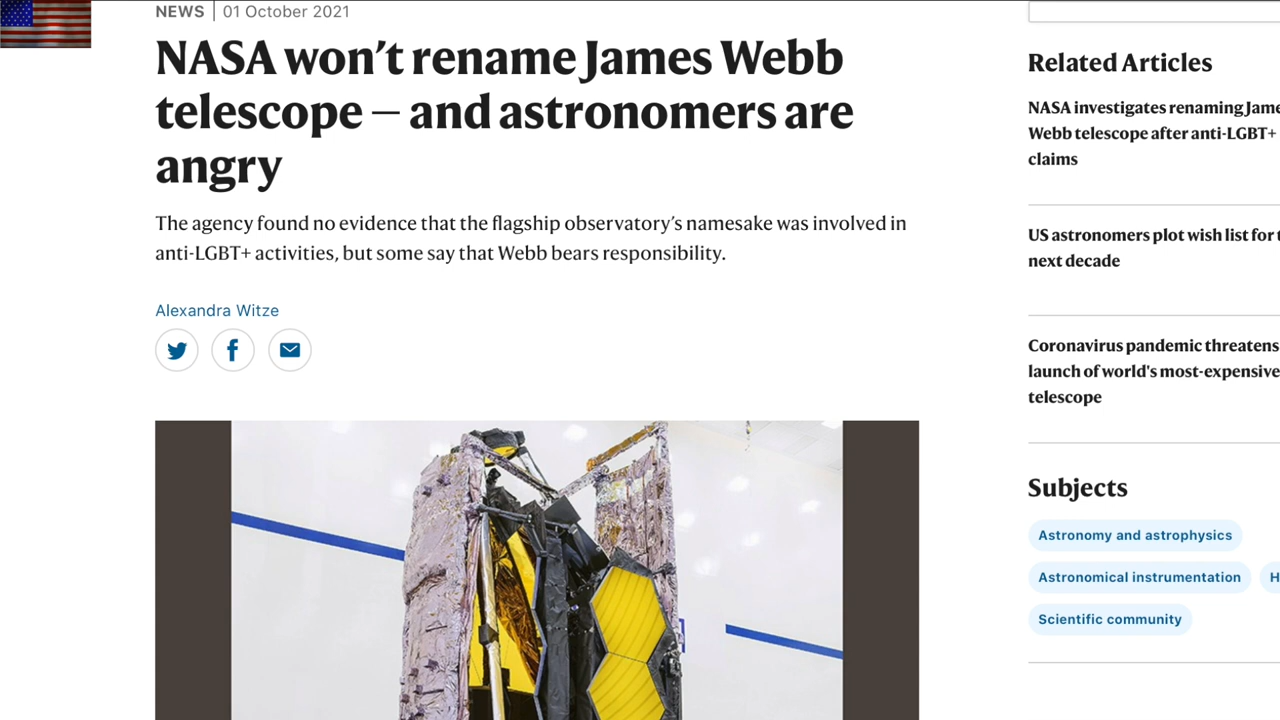 NEWS | 01 October 2021
NASA won’t rename James Webb
telescope — and astronomers are
angry
The agency found no evidence that the flagship observatory’s namesake was involved in
anti-LGBT+ activities, but some say that Webb bears responsibility.
Alexandra Witze
Related Articles
NASA investigates renaming Jame
Webb telescope after anti-LGBT+
claims
US astronomers plot wish list for t
next decade
Coronavirus pandemic threatens
launch of world's most-expensive
telescope
Subjects
Astronomy and astrophysics
Astronomical instrumentation H
Scientific community